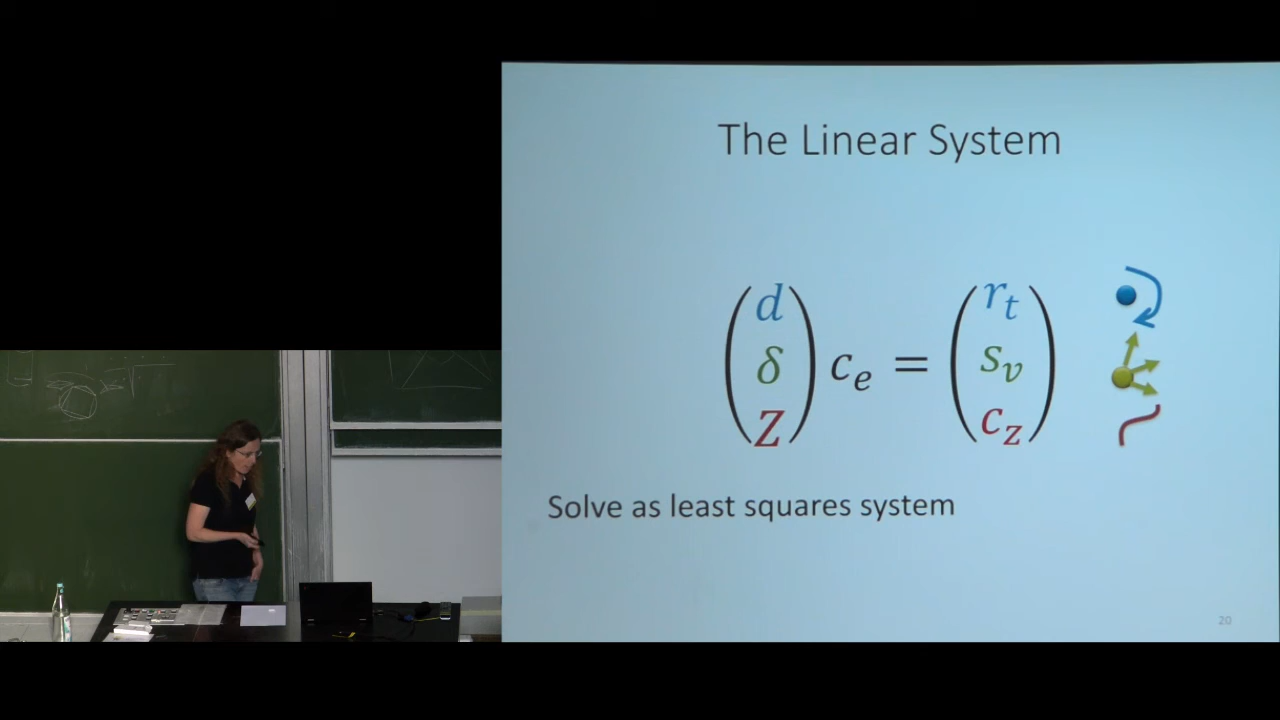 The Linear System
(d δ Z) c_e = (r_t s_v c_z)
Solve as least squares system
20